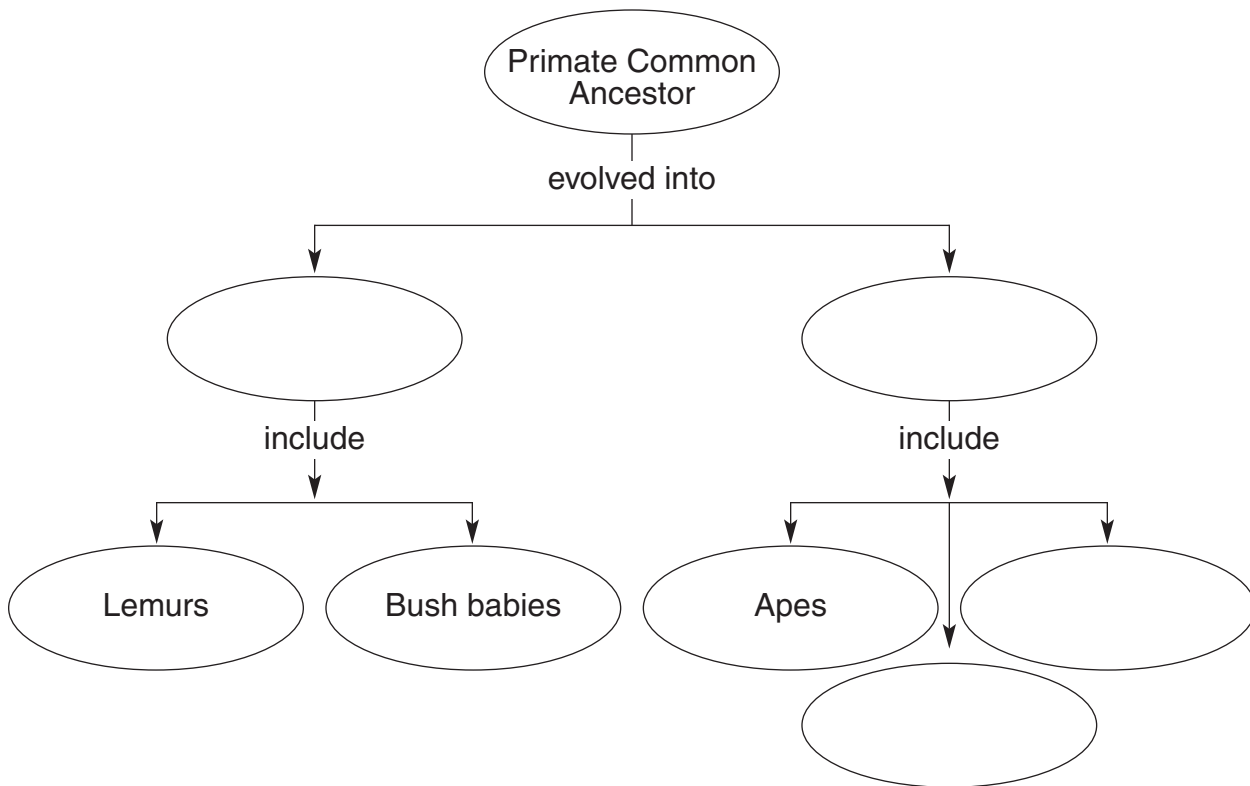 Primate Common
Ancestor
evolved into
include
include
Lemurs
Bush babies
Apes